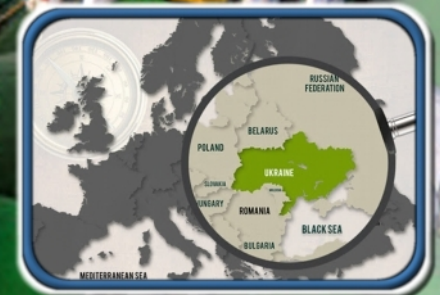 RUSSIAN
FEDERATION
BELARUS
POLAND
UKRAINE
SLOVAKIA
HUNGARY
ROMANIA
BLACK SEA
BULGARIA
MEDITERRANEAN SEA